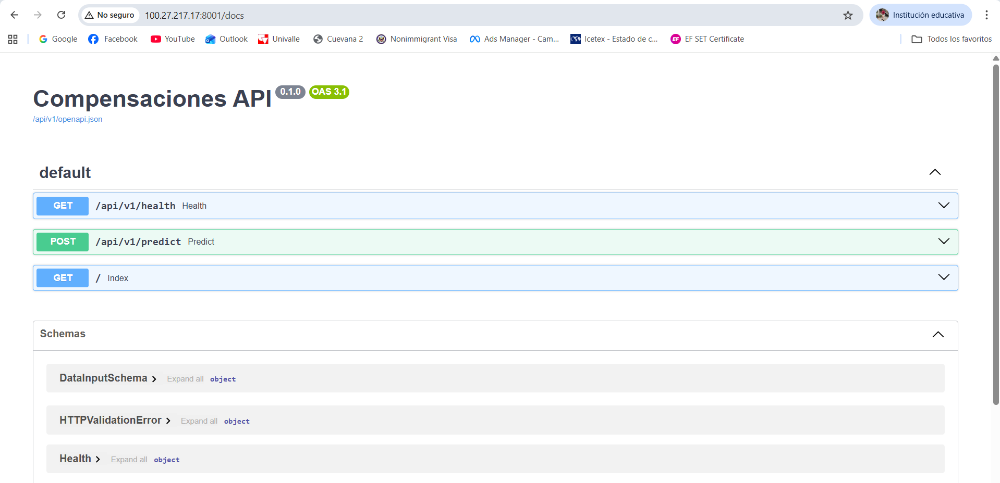 No seguro 100.27.217.17:8001/docs Institución educativa
Google Facebook YouTube Outlook Univalle Cuevana 2 Nonimmigrant Visa Ads Manager - Cam... Icetex - Estado de c... EF EF SET Certificate Todos los favoritos
Compensaciones API 0.1.0 OAS 3.1
/api/v1/openapi.json
default
GET /api/v1/health Health
POST /api/v1/predict Predict
GET / Index
Schemas
DataInputSchema Expand all object
HTTPValidationError Expand all object
Health Expand all object